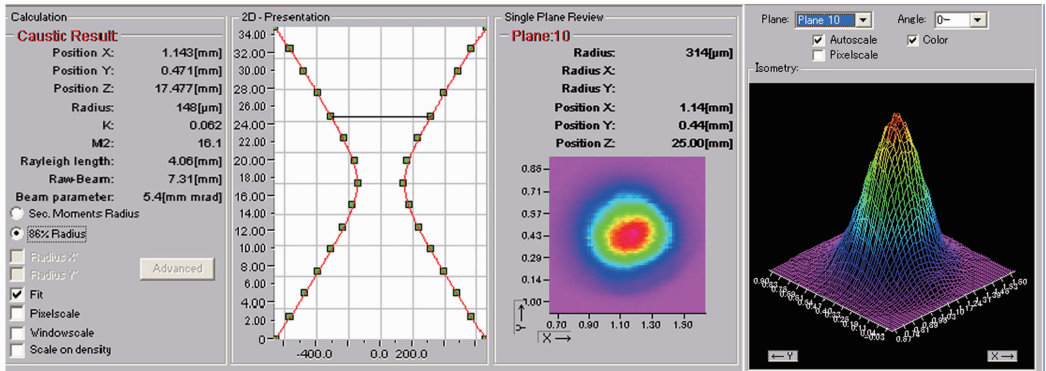 Calculation
Caustic Result:
Position X: 1.143[mm]
Position Y: 0.471[mm]
Position Z: 17.477[mm]
Radius: 148[µm]
K: 0.062
M2: 16.1
Rayleigh length: 4.06[mm]
Raw-Beam: 7.31[mm]
Beam parameter: 5.4[mm mrad]
Sec. Moments Radius
86% Radius
Radius X'
Radius Y'
Advanced
Fit
Pixelscale
Windowscale
Scale on density
2D - Presentation
34.00
32.00
30.00
28.00
26.00
24.00
22.00
20.00
18.00
16.00
14.00
12.00
10.00
8.00
6.00
4.00
2.00
0
-400.0 0.0 200.0
Single Plane Review
Plane:10
Radius: 314[µm]
Radius X:
Radius Y:
Position X: 1.14[mm]
Position Y: 0.44[mm]
Position Z: 25.00[mm]
0.86
0.71
0.57
0.43
0.29
0.14
0.70 0.90 1.10 1.30 1.50
Y →
X →
Plane: Plane 10 Angle: 0~
Autoscale Color
Pixelscale
Isometry:
← Y X →